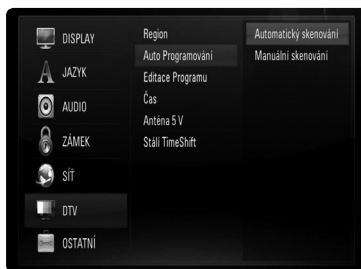 DISPLAY
JAZYK
AUDIO
ZÁMEK
SÍŤ
DTV
OSTATNÍ
Region
Auto Programování
Editace Programu
Čas
Anténa 5 V
Stálí TimeShift
Automatický skenování
Manuální skenování